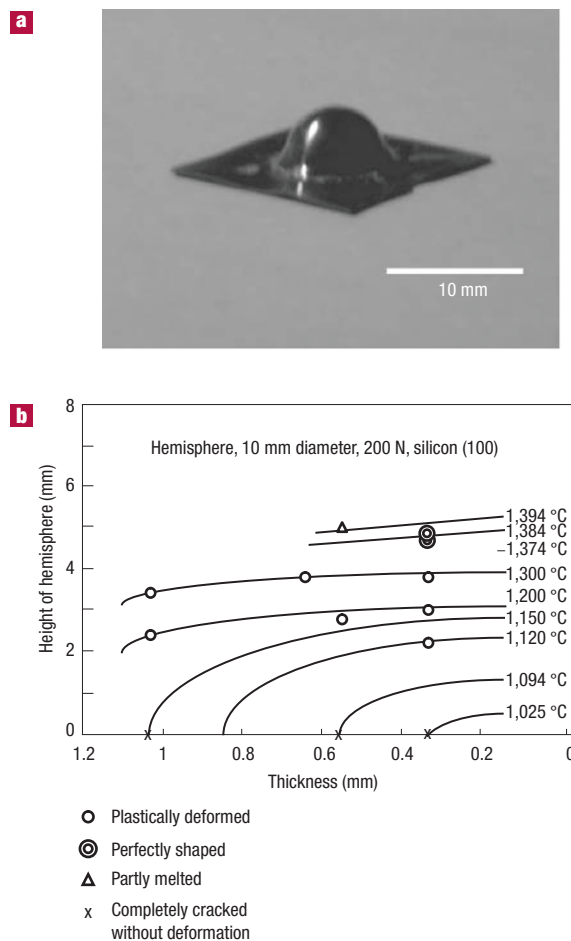 a
10 mm
b
8
6
4
2
0
Height of hemisphere (mm)
Hemisphere, 10 mm diameter, 200 N, silicon (100)
1,394 °C
1,384 °C
–1,374 °C
1,300 °C
1,200 °C
1,150 °C
1,120 °C
1,094 °C
1,025 °C
1.2 1 0.8 0.6 0.4 0.2 0
Thickness (mm)
Plastically deformed
Perfectly shaped
Partly melted
x Completely cracked
without deformation